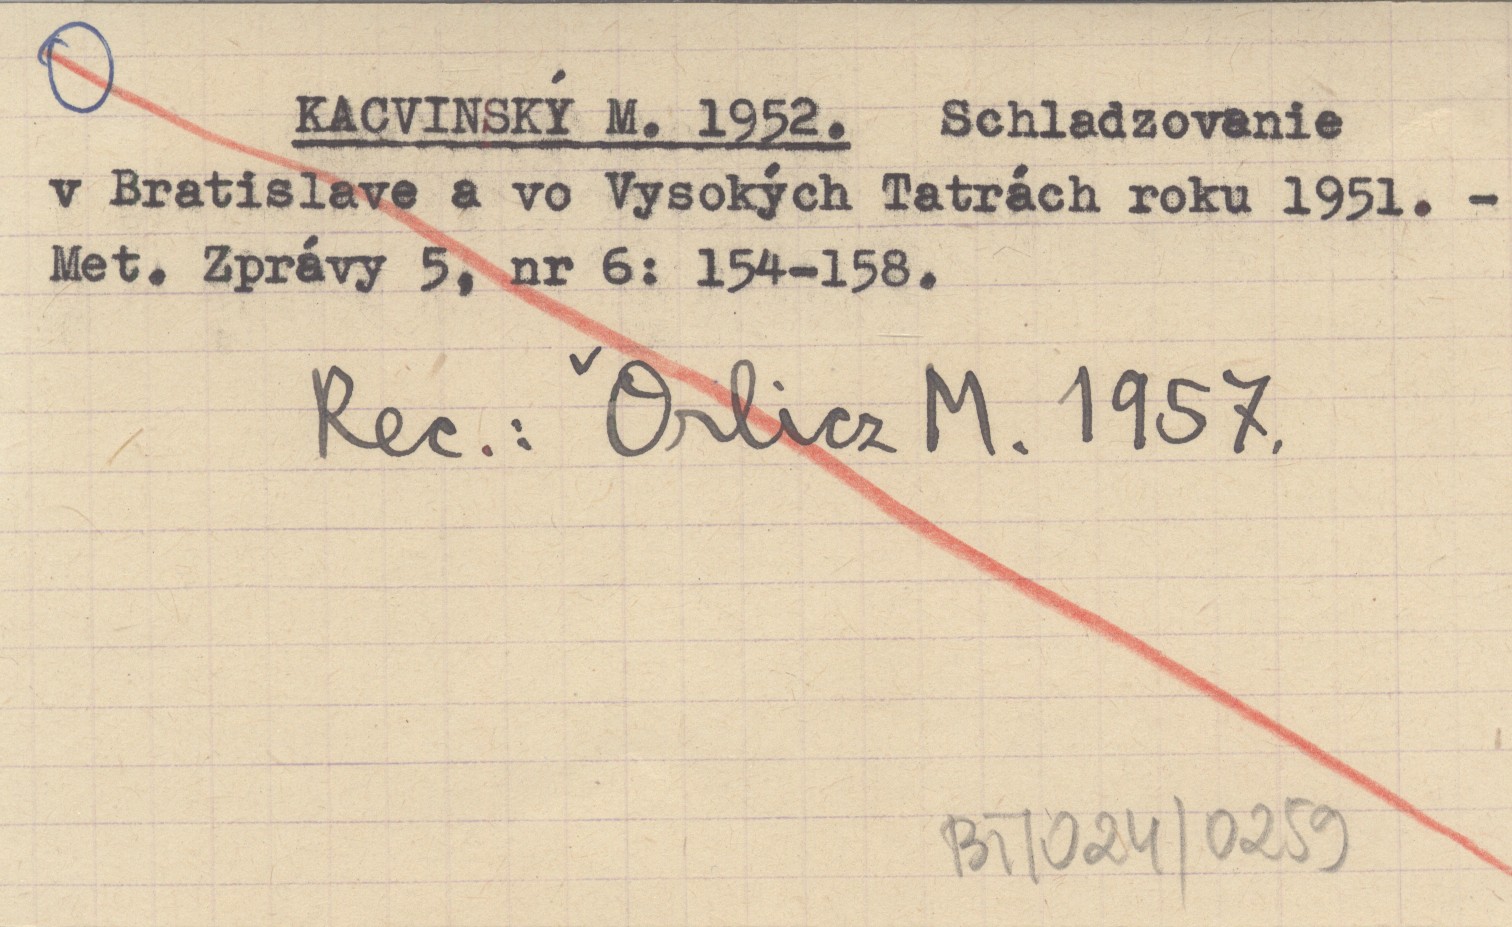 KACVINSKÝ M. 1952. Schladzovanie
v Bratislave a vo Vysokých Tatrách roku 1951. -
Met. Zprávy 5, nr 6: 154-158.
Rec.: ˇOrlicz M. 1957.
BT/024/0259